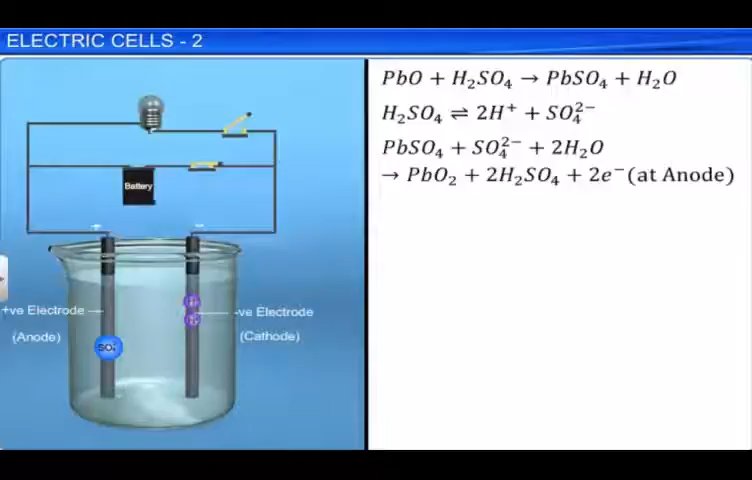 ELECTRIC CELLS - 2
PbO + H₂SO₄ → PbSO₄ + H₂O
H₂SO₄ ⇌ 2H⁺ + SO₄²⁻
PbSO₄ + SO₄²⁻ + 2H₂O
→ PbO₂ + 2H₂SO₄ + 2e⁻(at Anode)
Battery
+
−
+ve Electrode
(Anode)
-ve Electrode
(Cathode)